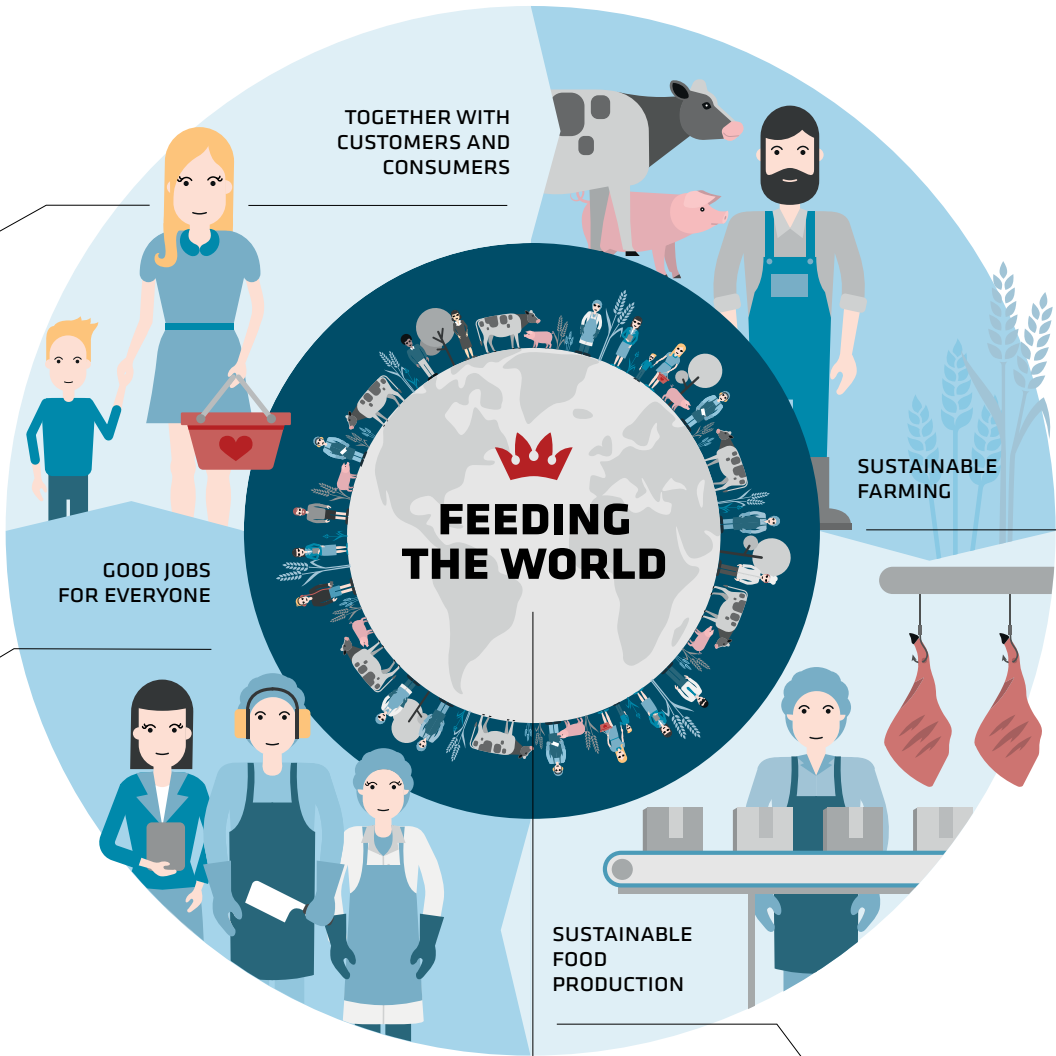 TOGETHER WITH
CUSTOMERS AND
CONSUMERS
SUSTAINABLE
FARMING
FEEDING
THE WORLD
GOOD JOBS
FOR EVERYONE
SUSTAINABLE
FOOD
PRODUCTION